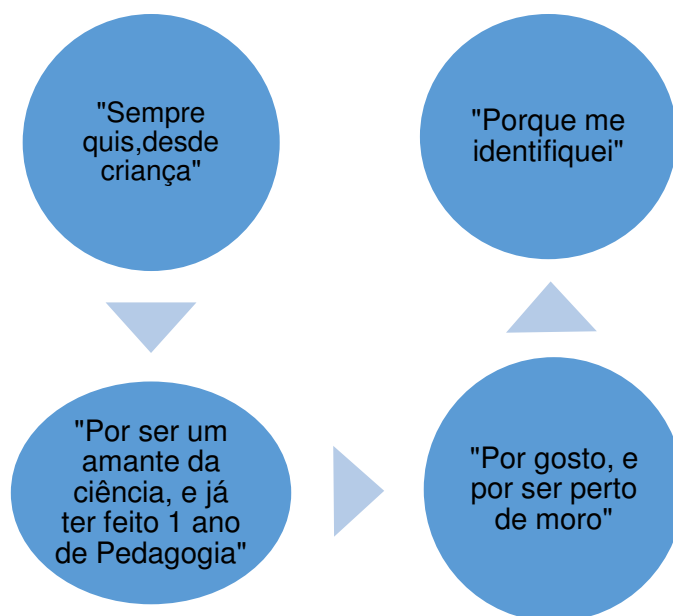 "Sempre
quis,desde
criança"
"Por ser um
amante da
ciência, e já
ter feito 1 ano
de Pedagogia"
"Por gosto, e
por ser perto
de moro"
"Porque me
identifiquei"